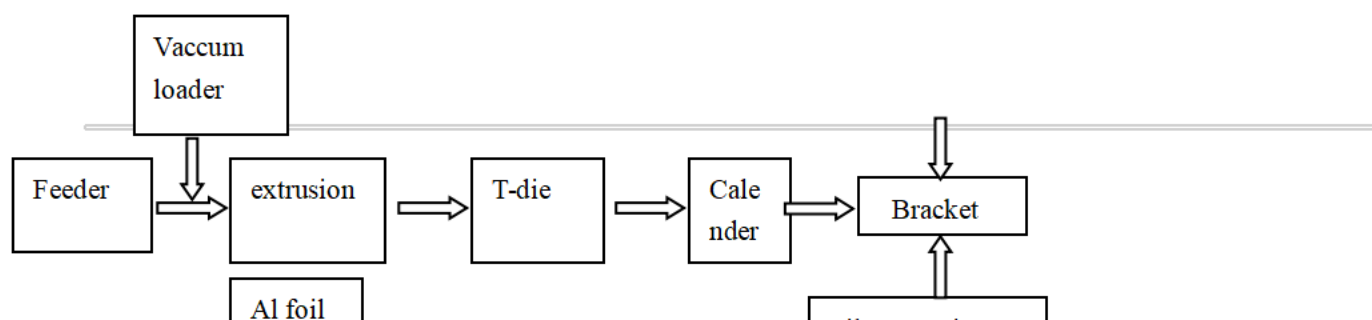 Vaccum
loader
Feeder
extrusion
T-die
Cale
nder
Bracket
Al foil